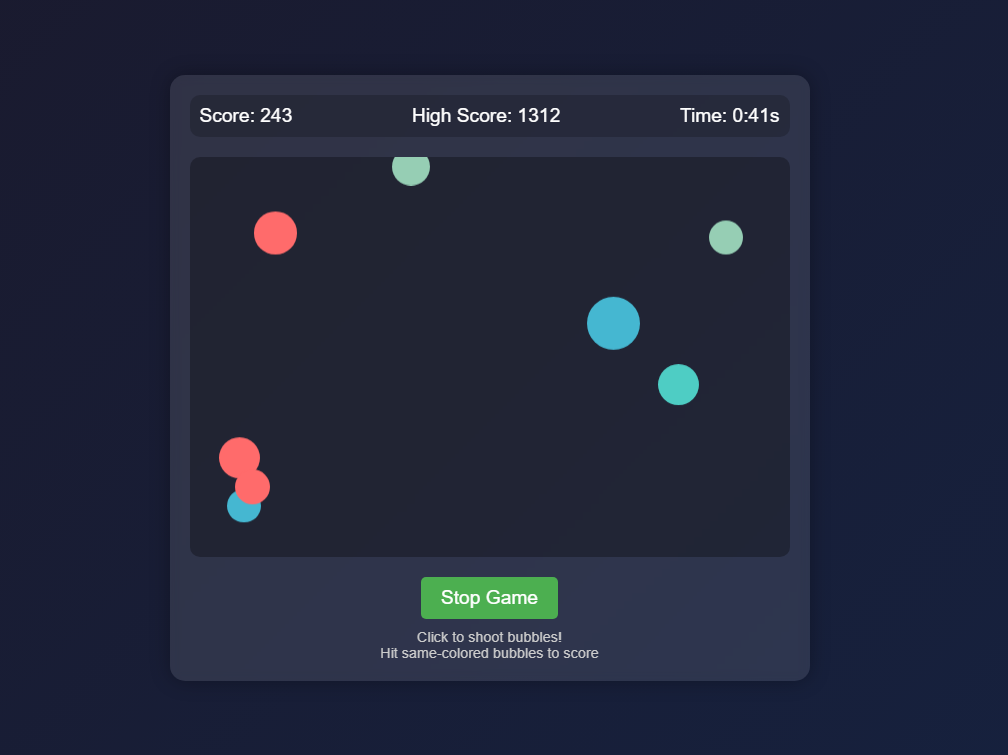 Score: 243 High Score: 1312 Time: 0:41s
Stop Game
Click to shoot bubbles!
Hit same-colored bubbles to score